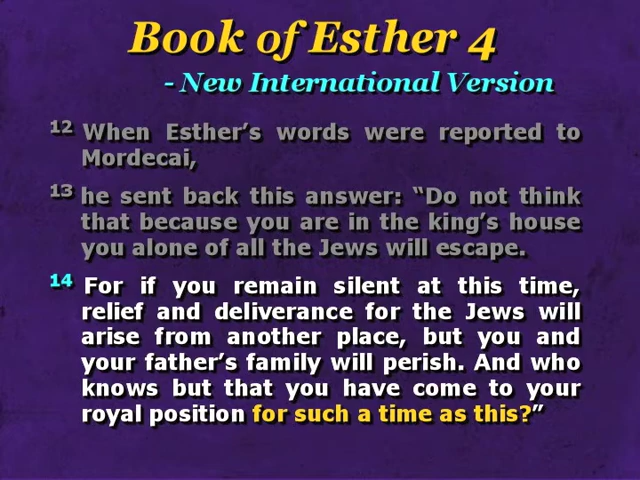 Book of Esther 4
- New International Version
12 When Esther’s words were reported to
Mordecai,
13 he sent back this answer: “Do not think
that because you are in the king’s house
you alone of all the Jews will escape.
14 For if you remain silent at this time,
relief and deliverance for the Jews will
arise from another place, but you and
your father’s family will perish. And who
knows but that you have come to your
royal position for such a time as this?”